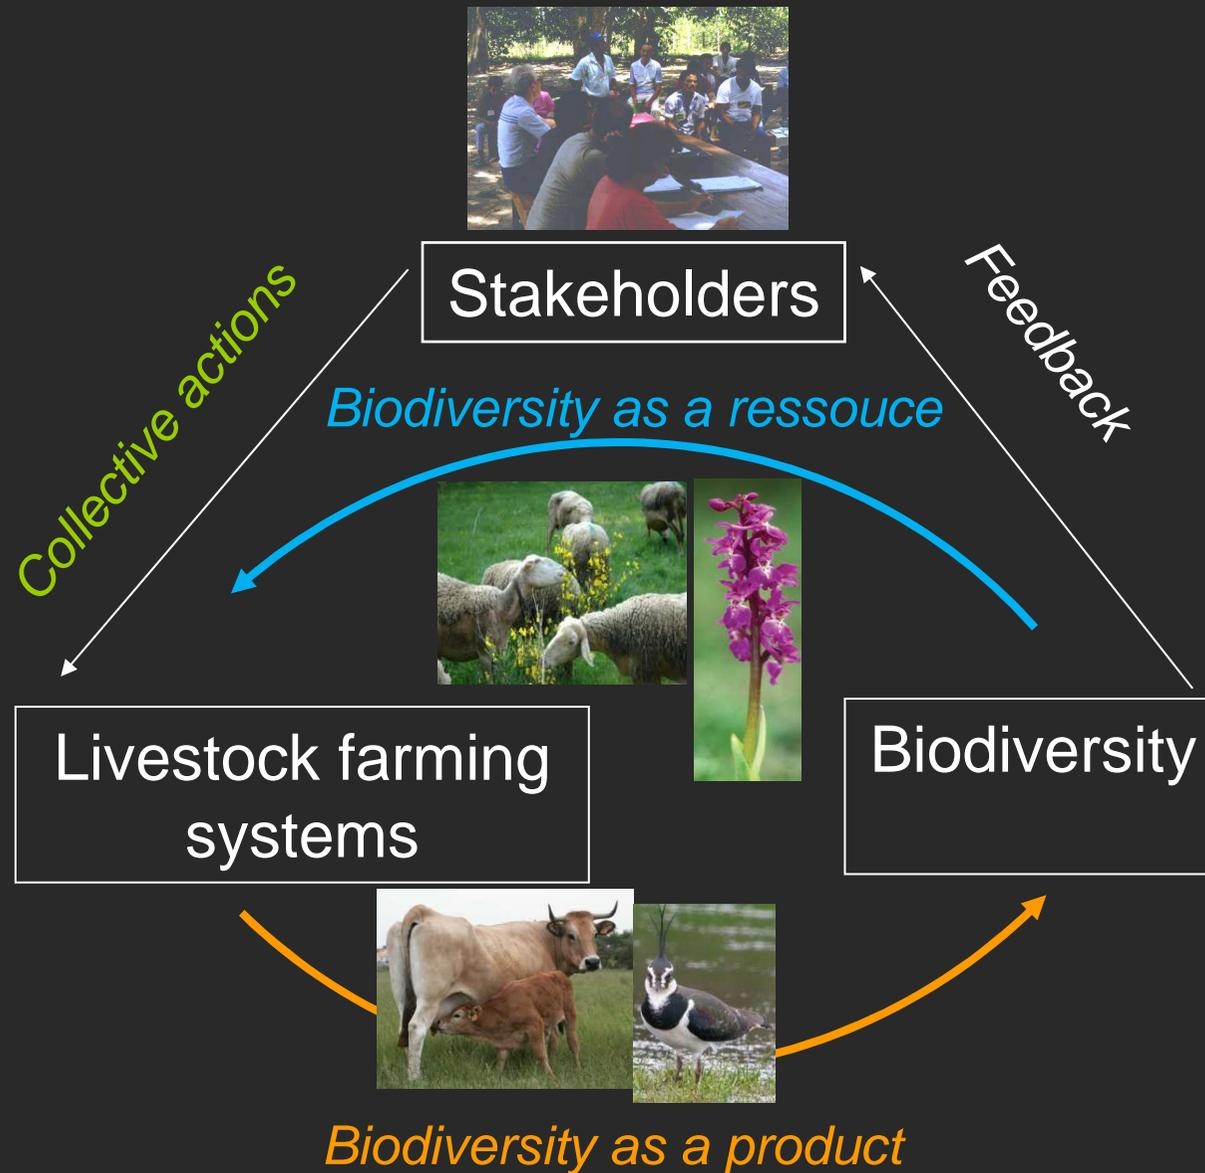 Stakeholders
Collective actions
Feedback
Biodiversity as a ressouce
Livestock farming
systems
Biodiversity
Biodiversity as a product